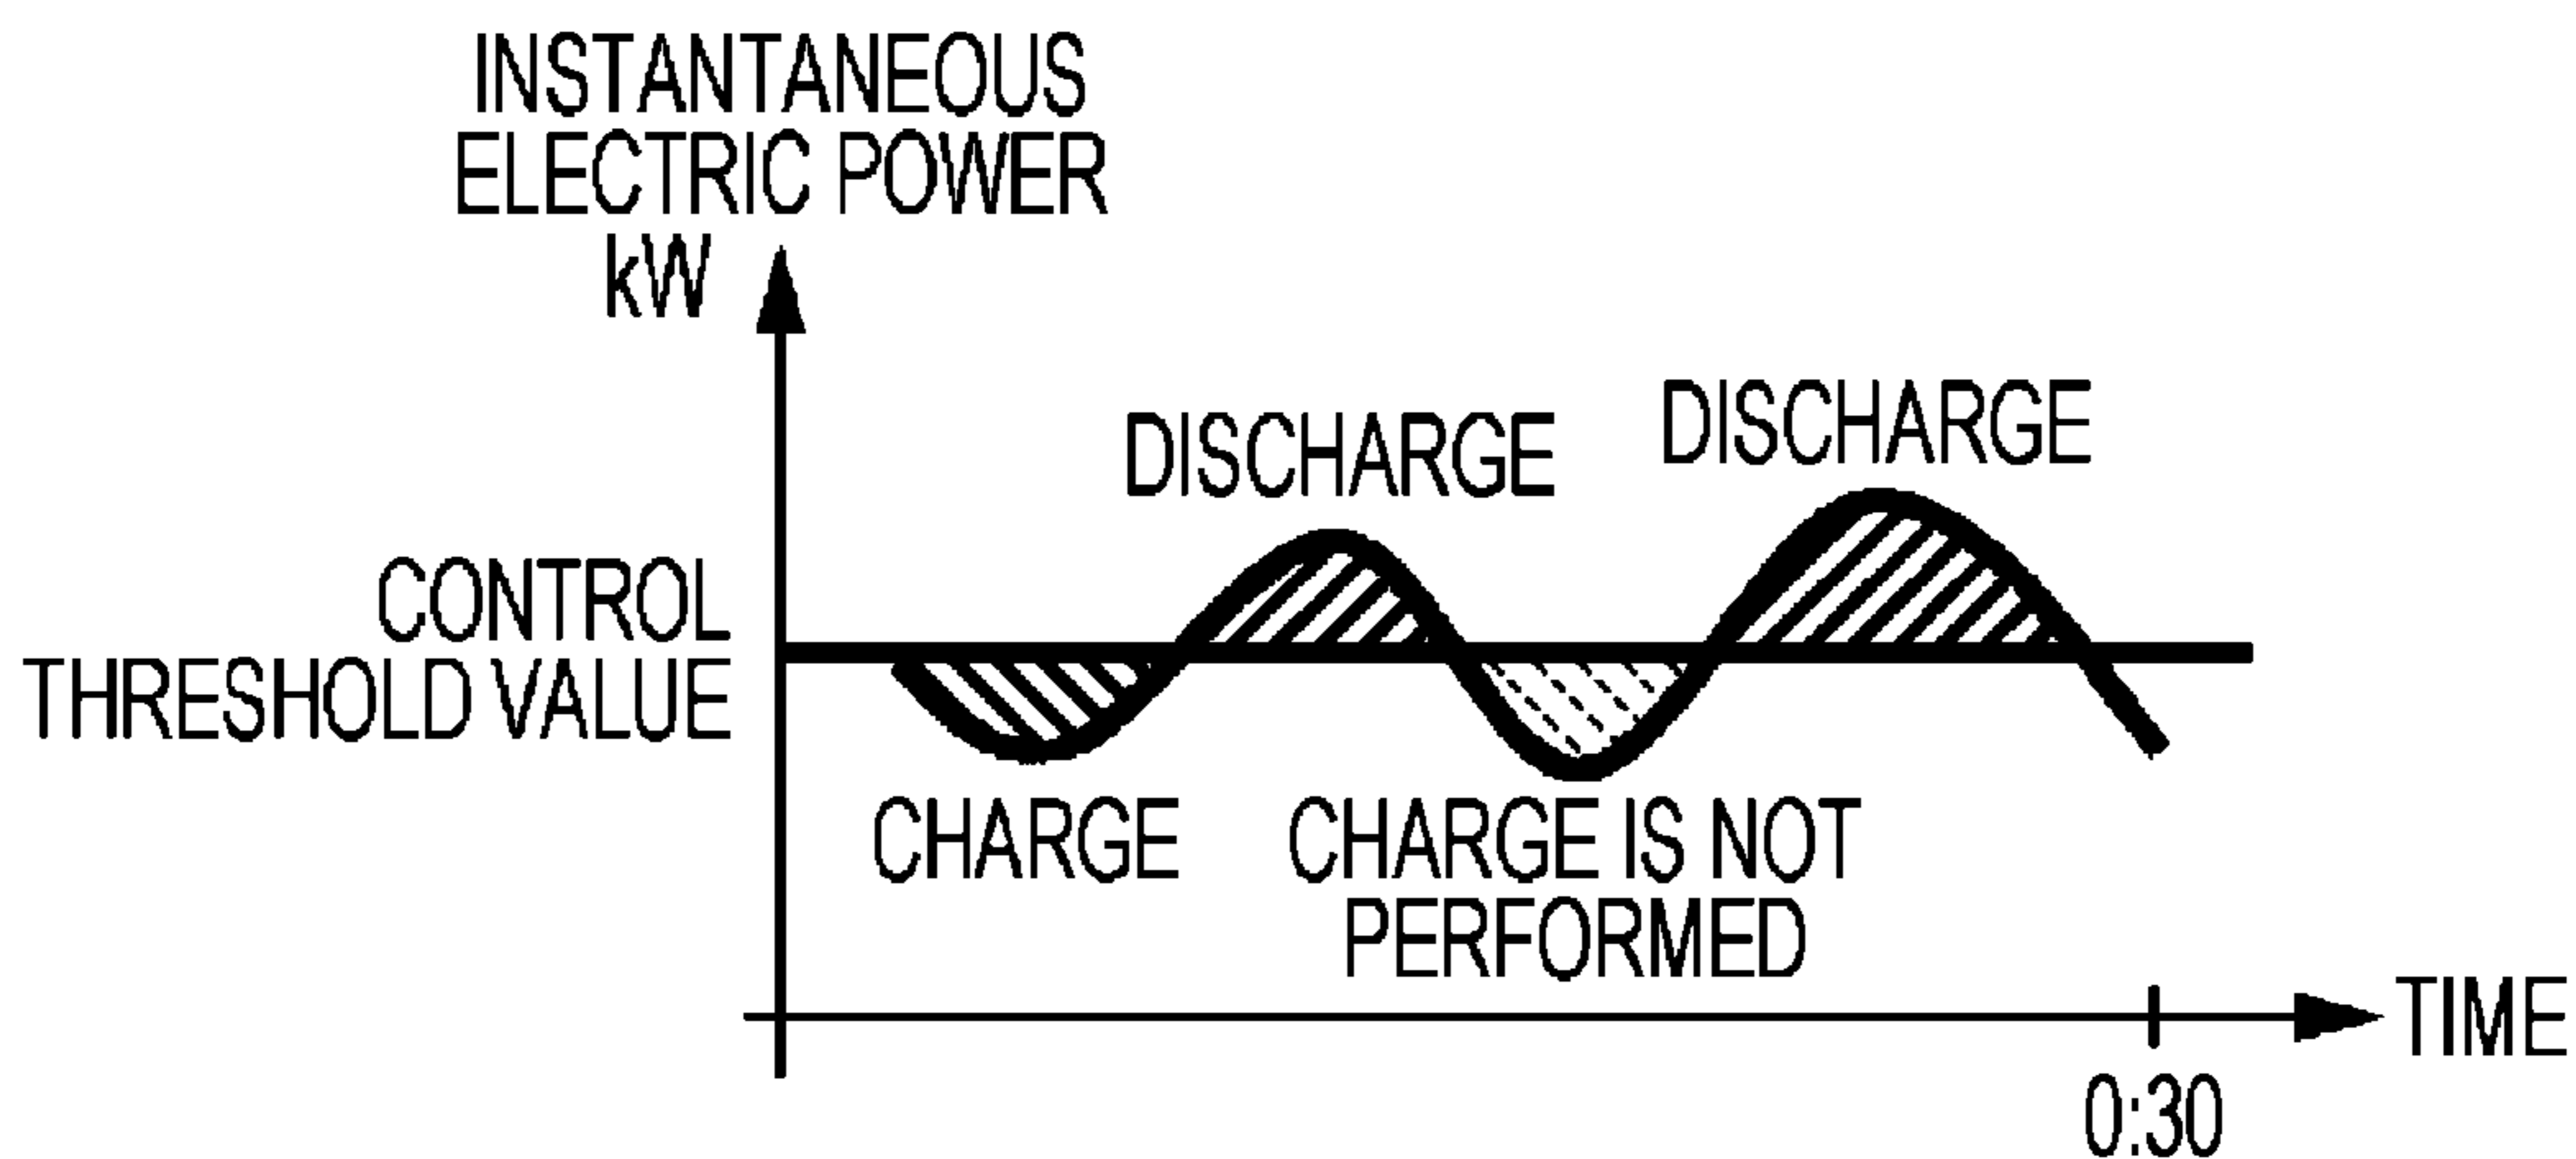 INSTANTANEOUS
ELECTRIC POWER
kW
DISCHARGE
DISCHARGE
CONTROL
THRESHOLD VALUE
CHARGE
CHARGE IS NOT
PERFORMED
TIME
0:30